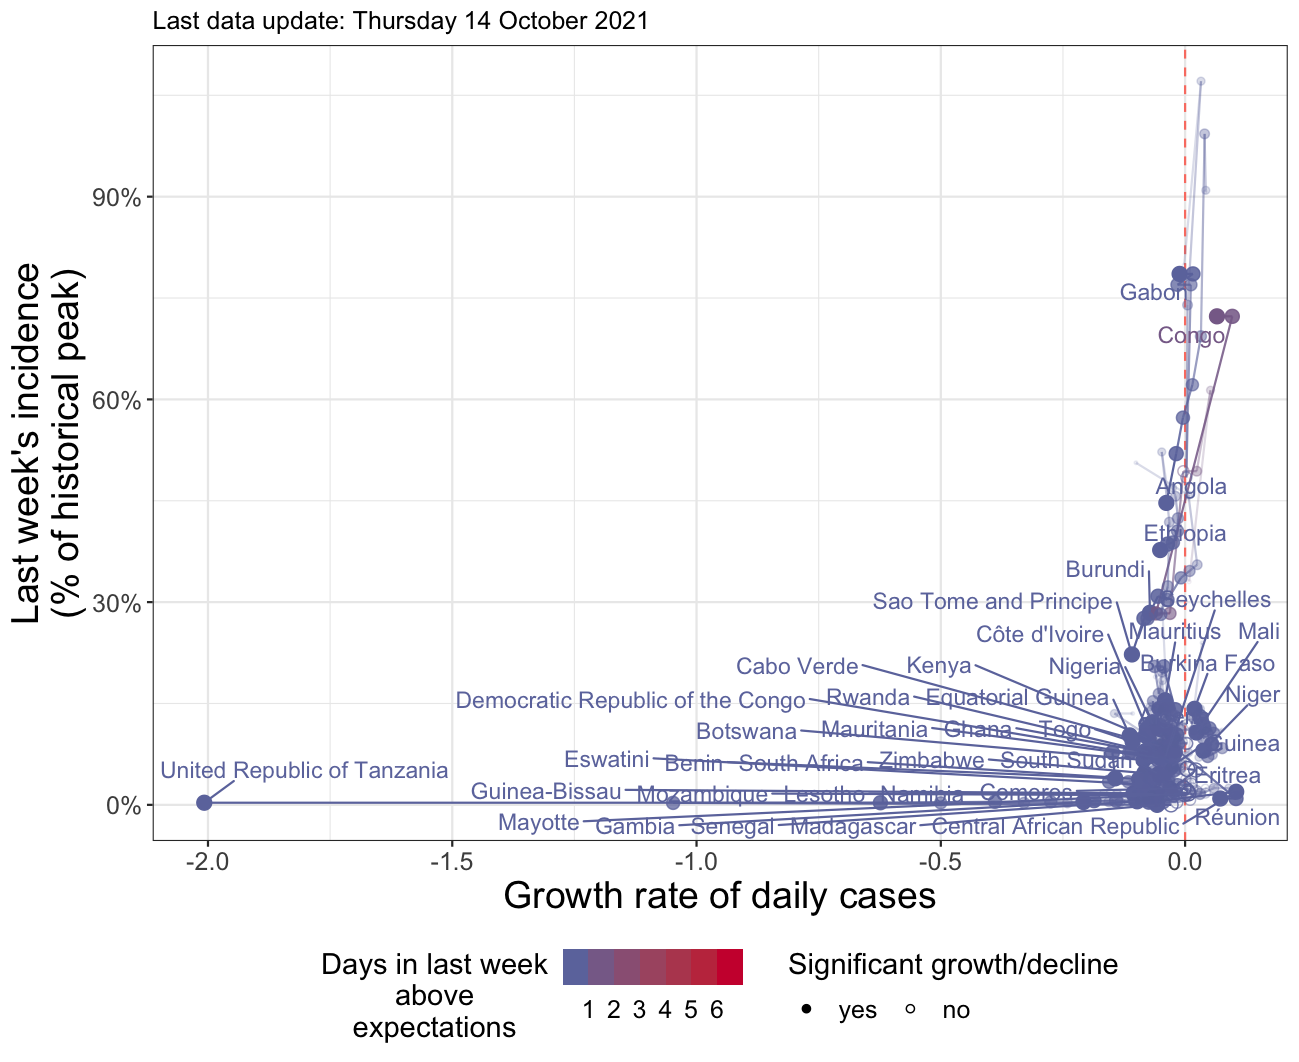 Last data update: Thursday 14 October 2021
Last week's incidence
(% of historical peak)
90%
60%
30%
0%
Gabon
Congo
Angola
Ethiopia
Burundi
Sao Tome and Principe
Seychelles
Côte d'Ivoire
Mauritius
Mali
Cabo Verde
Kenya
Nigeria
Burkina Faso
Democratic Republic of the Congo
Rwanda
Equatorial Guinea
Niger
Botswana
Mauritania
Ghana
Togo
Guinea
Eswatini
Benin
South Africa
Zimbabwe
South Sudan
United Republic of Tanzania
Eritrea
Guinea-Bissau
Mozambique
Lesotho
Namibia
Comoros
Mayotte
Gambia
Senegal
Madagascar
Central African Republic
Réunion
-2.0
-1.5
-1.0
-0.5
0.0
Growth rate of daily cases
Days in last week
above
expectations
1 2 3 4 5 6
Significant growth/decline
yes
no